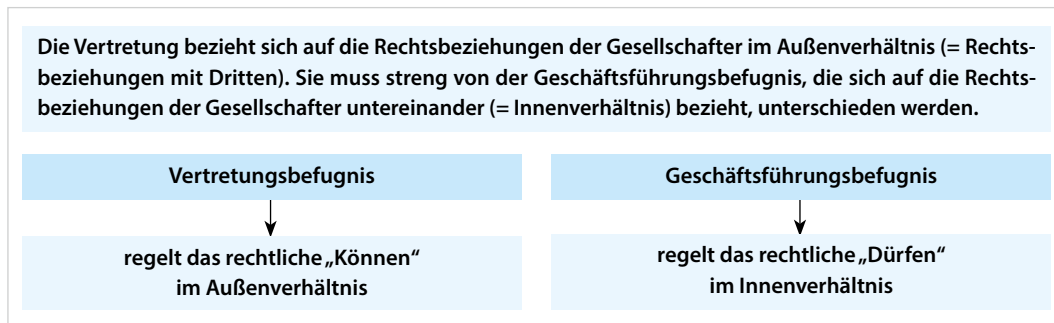 Die Vertretung bezieht sich auf die Rechtsbeziehungen der Gesellschafter im Außenverhältnis (= Rechts-
beziehungen mit Dritten). Sie muss streng von der Geschäftsführungsbefugnis, die sich auf die Rechts-
beziehungen der Gesellschafter untereinander (= Innenverhältnis) bezieht, unterschieden werden.
Vertretungsbefugnis
regelt das rechtliche „Können“
im Außenverhältnis
Geschäftsführungsbefugnis
regelt das rechtliche „Dürfen“
im Innenverhältnis